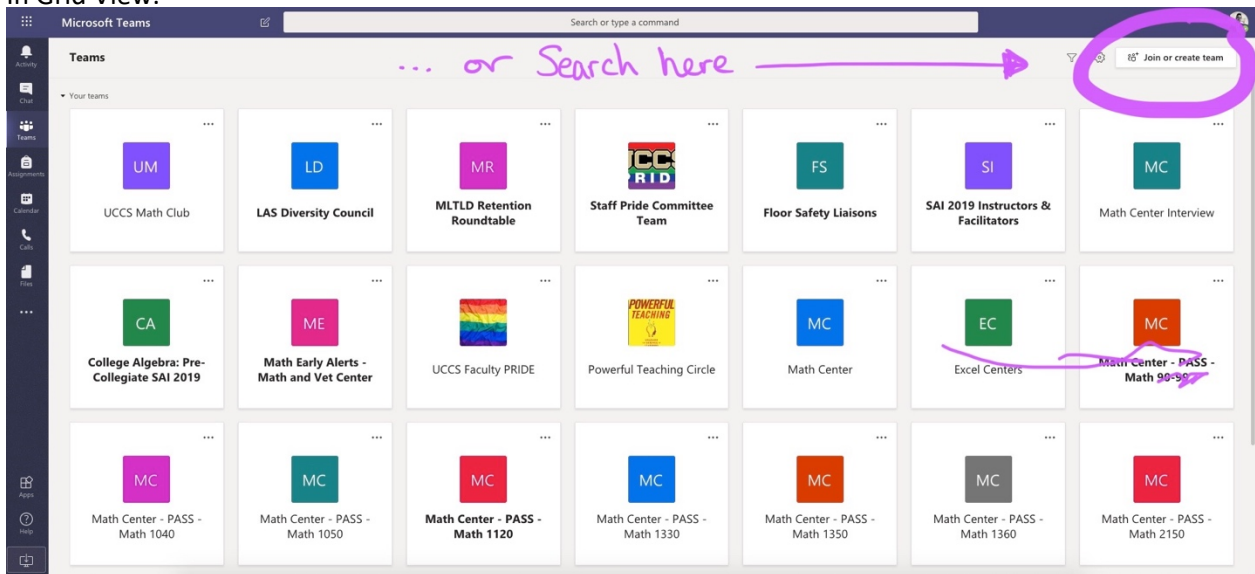 in Grid View:
Microsoft Teams
Search or type a command
Teams
... or Search here
Join or create team
Your teams
Activity
Chat
Teams
Assignments
Calendar
Calls
Files
Apps
Help
UM
UCCS Math Club
LD
LAS Diversity Council
MR
MLTLD Retention
Roundtable
Staff Pride Committee
Team
FS
Floor Safety Liaisons
SI
SAI 2019 Instructors &
Facilitators
MC
Math Center Interview
CA
College Algebra: Pre-
Collegiate SAI 2019
ME
Math Early Alerts -
Math and Vet Center
UCCS Faculty PRIDE
POWERFUL
TEACHING
Powerful Teaching Circle
MC
Math Center
EC
Excel Centers
MC
Math Center - PASS -
Math 90-99
MC
Math Center - PASS -
Math 1040
MC
Math Center - PASS -
Math 1050
MC
Math Center - PASS -
Math 1120
MC
Math Center - PASS -
Math 1330
MC
Math Center - PASS -
Math 1350
MC
Math Center - PASS -
Math 1360
MC
Math Center - PASS -
Math 2150